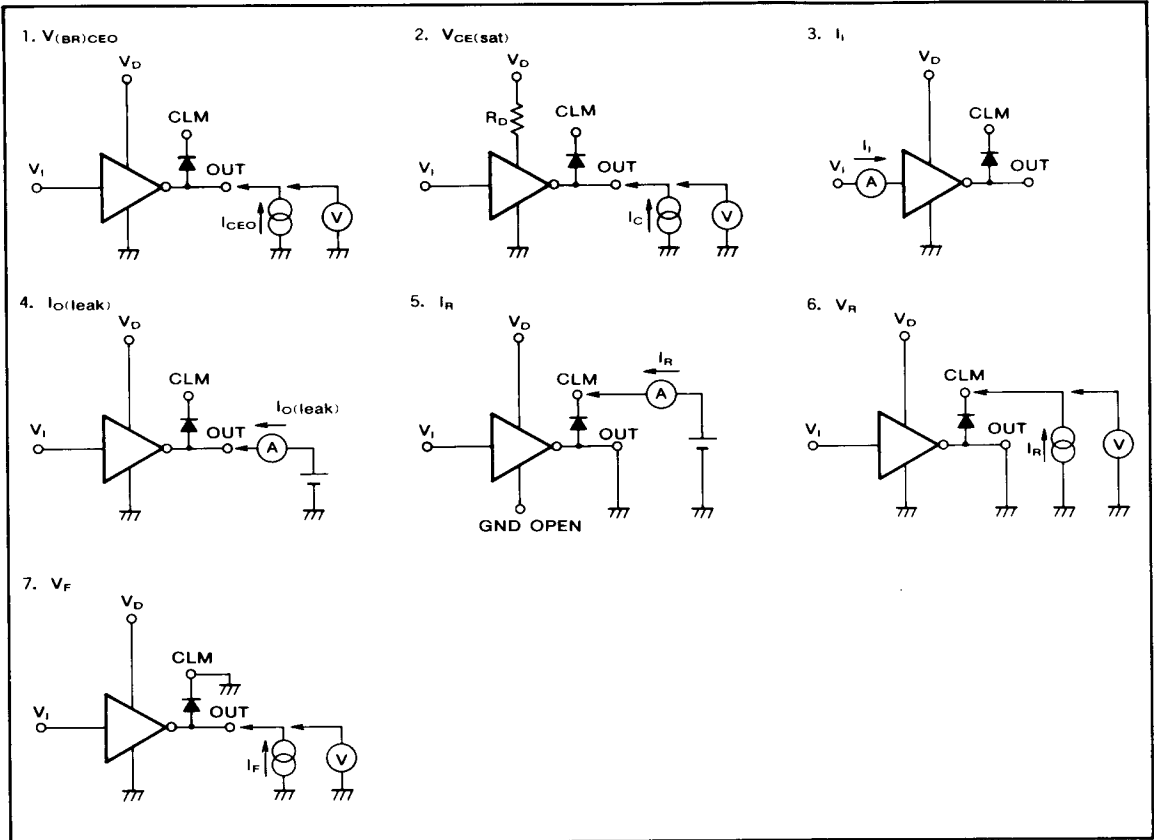 1. V(BR)CEO
VD
CLM
OUT
VI
ICEO
V
2. VCE(sat)
VD
RD
CLM
OUT
VI
IC
V
3. II
VD
CLM
II
VI
A
OUT
4. IO(leak)
VD
CLM
IO(leak)
VI
OUT
A
5. IR
VD
IR
CLM
A
VI
OUT
GND OPEN
6. VR
VD
CLM
VI
OUT
IR
V
7. VF
VD
CLM
VI
OUT
IF
V